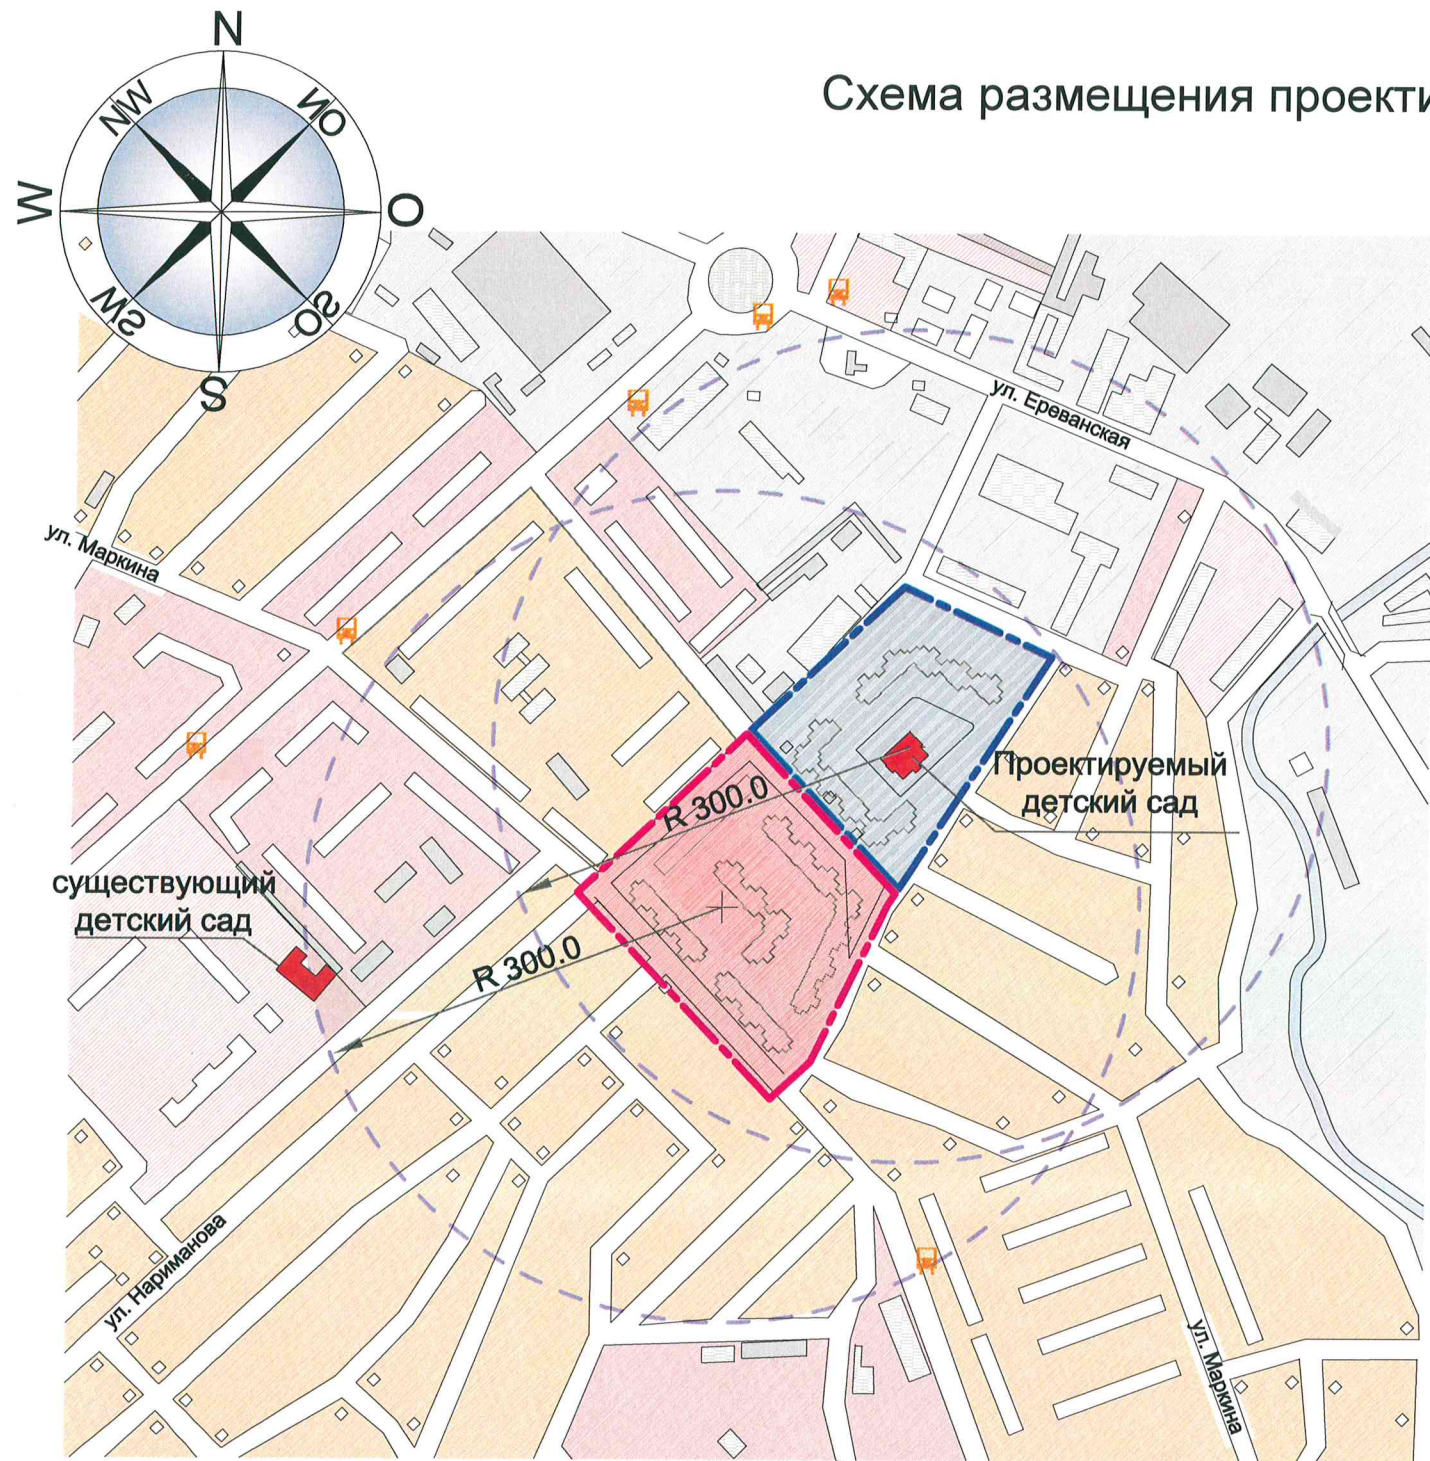 N
NW
NO
Схема размещения проекти
W
O
SW
SO
S
ул. Ереванская
ул. Маркина
Проектируемый
детский сад
R 300.0
существующий
детский сад
R 300.0
ул. Нариманова
ул. Маркина